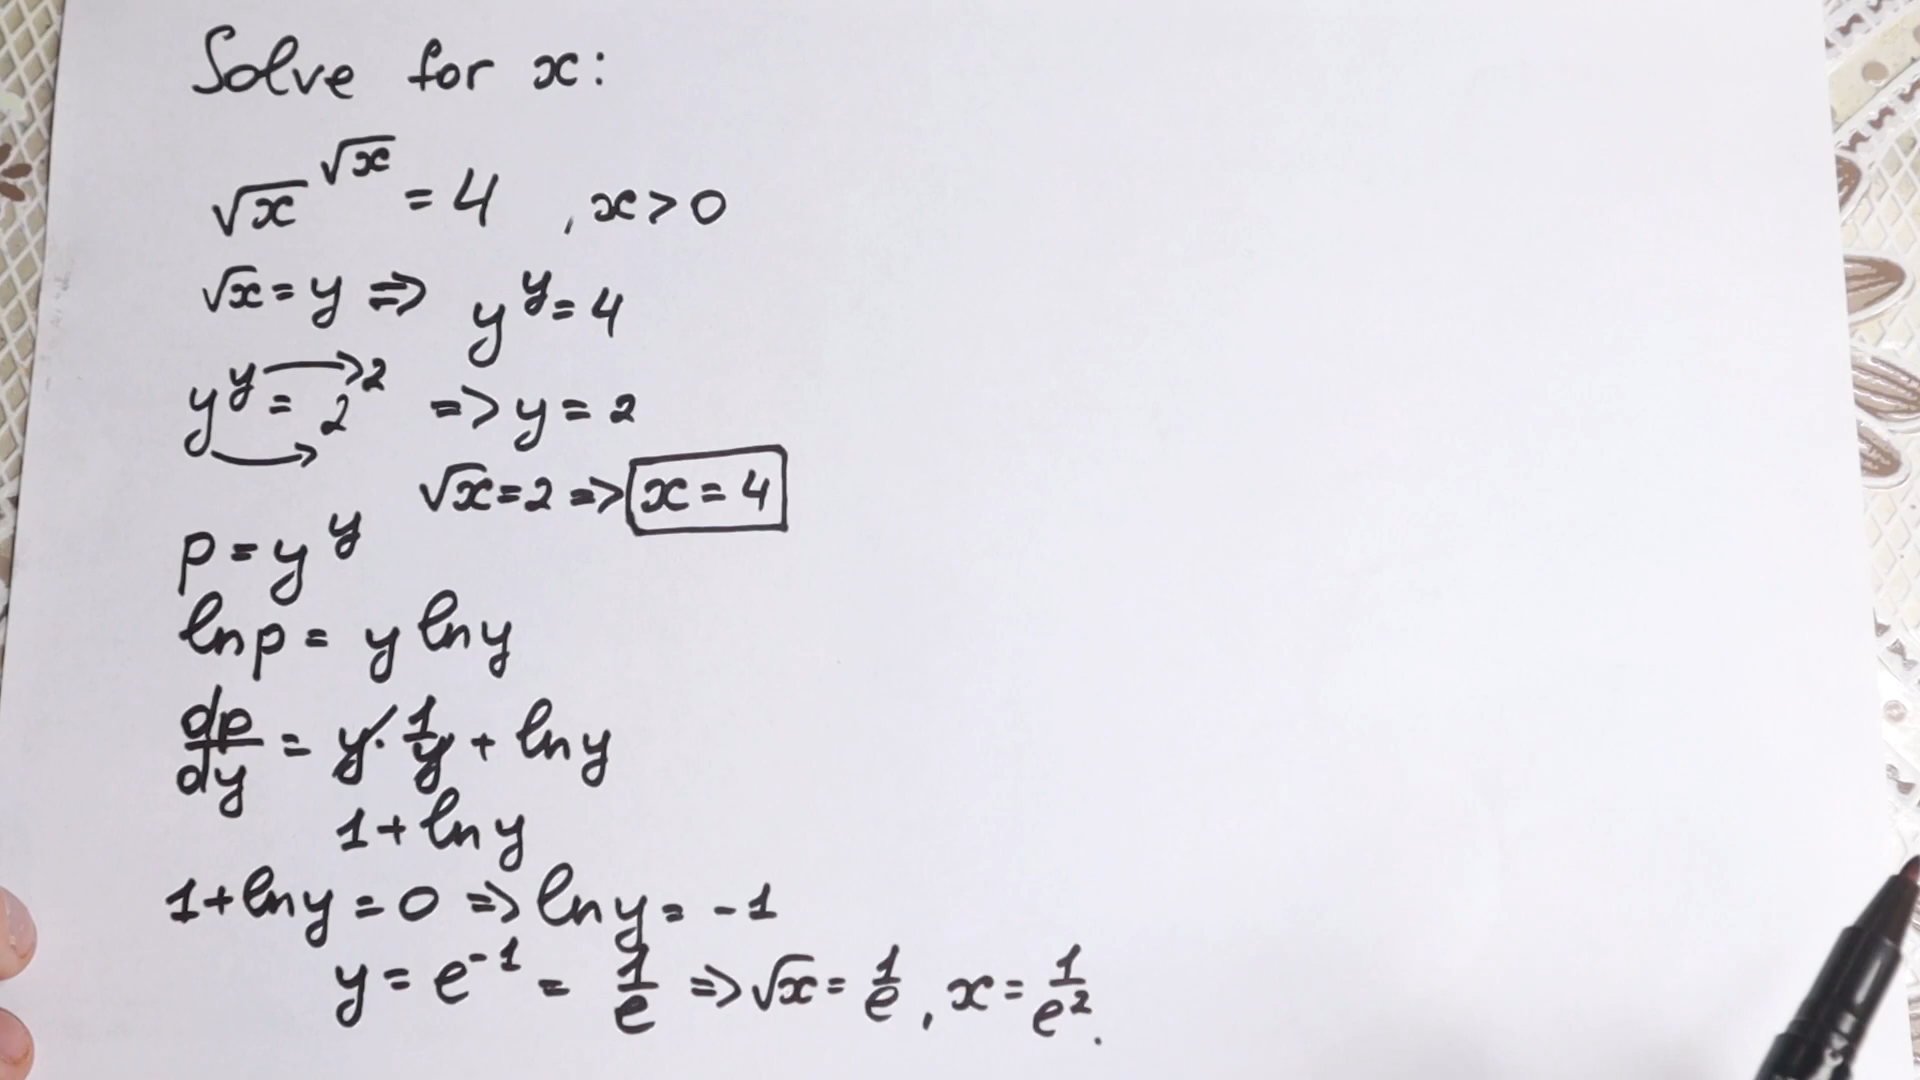 Solve for x:
√x^√x = 4 , x > 0
√x = y ⇒ y^y = 4
y^y = 2^2 => y = 2
√x = 2 => x = 4
p = y^y
ln p = y ln y
dp/dy = y · 1/y + ln y
1 + ln y
1 + ln y = 0 => ln y = -1
y = e^-1 = 1/e => √x = 1/e , x = 1/e^2 .